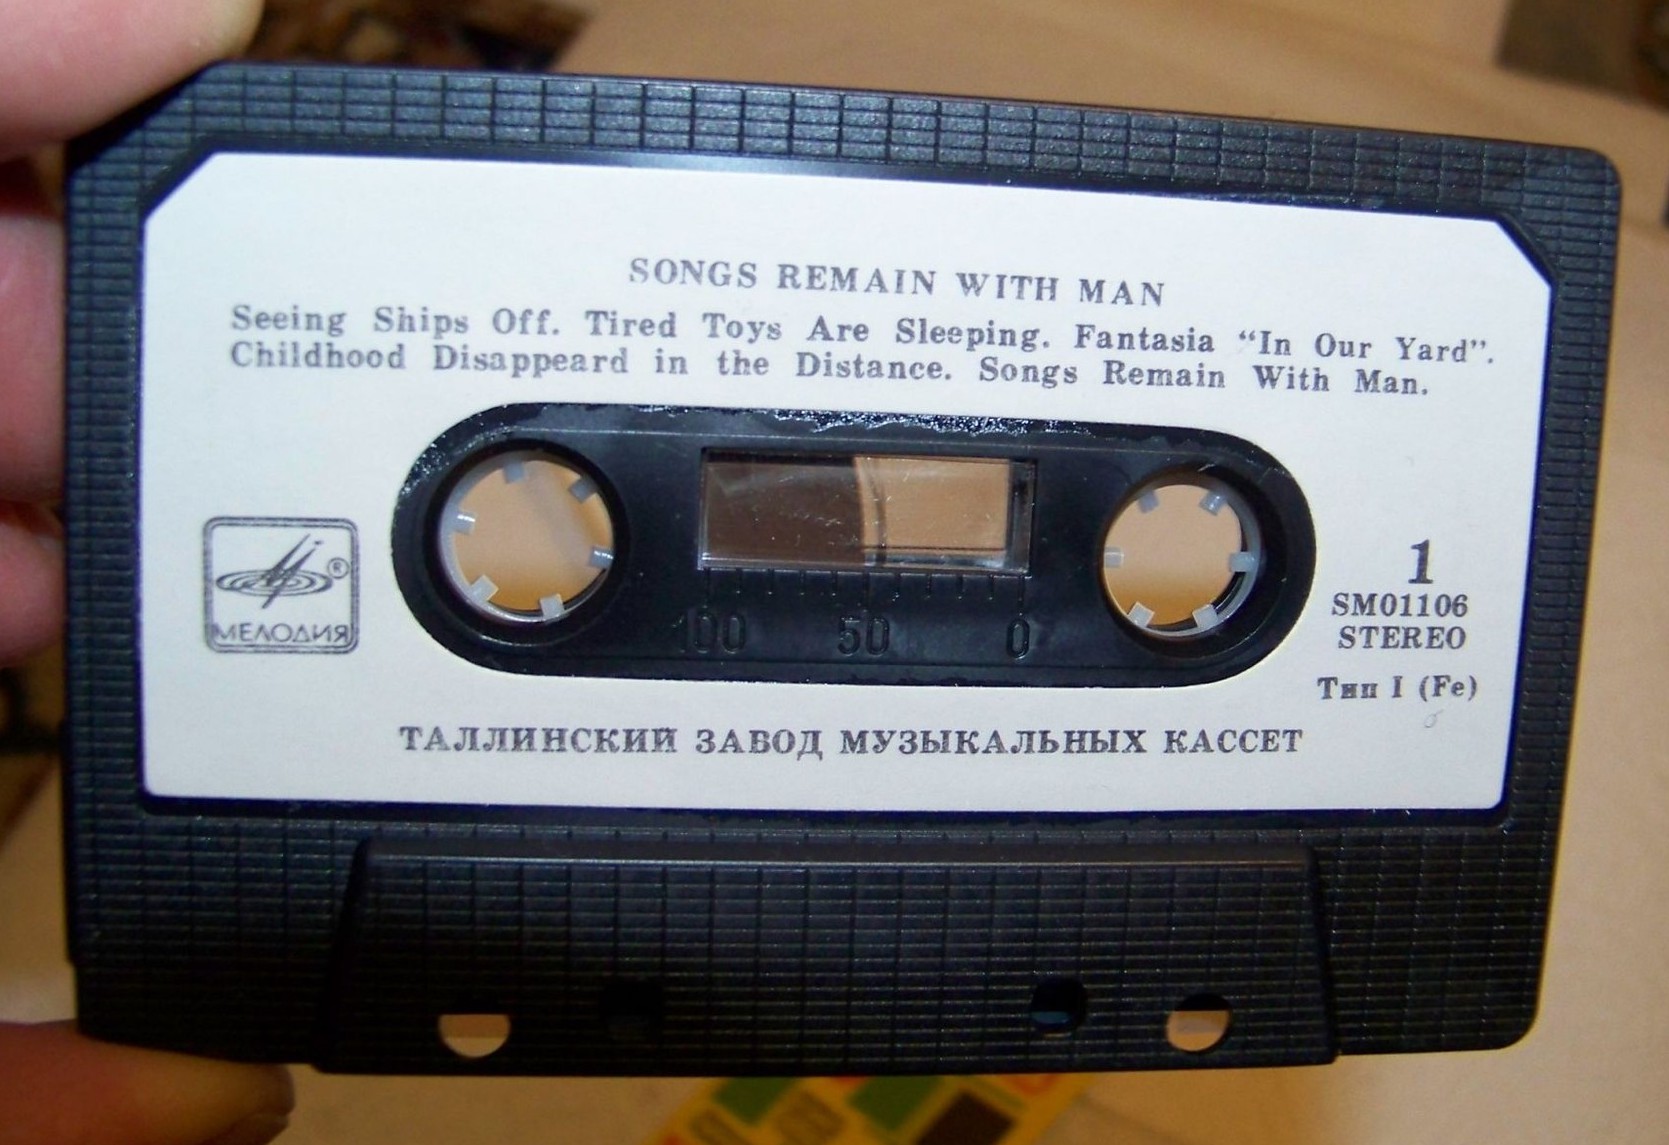 SONGS REMAIN WITH MAN
Seeing Ships Off. Tired Toys Are Sleeping. Fantasia “In Our Yard”.
Childhood Disappeard in the Distance. Songs Remain With Man.
®
МЕЛОДИЯ
100 50 0
1
SM01106
STEREO
Тип I (Fe)
ТАЛЛИНСКИЙ ЗАВОД МУЗЫКАЛЬНЫХ КАССЕТ